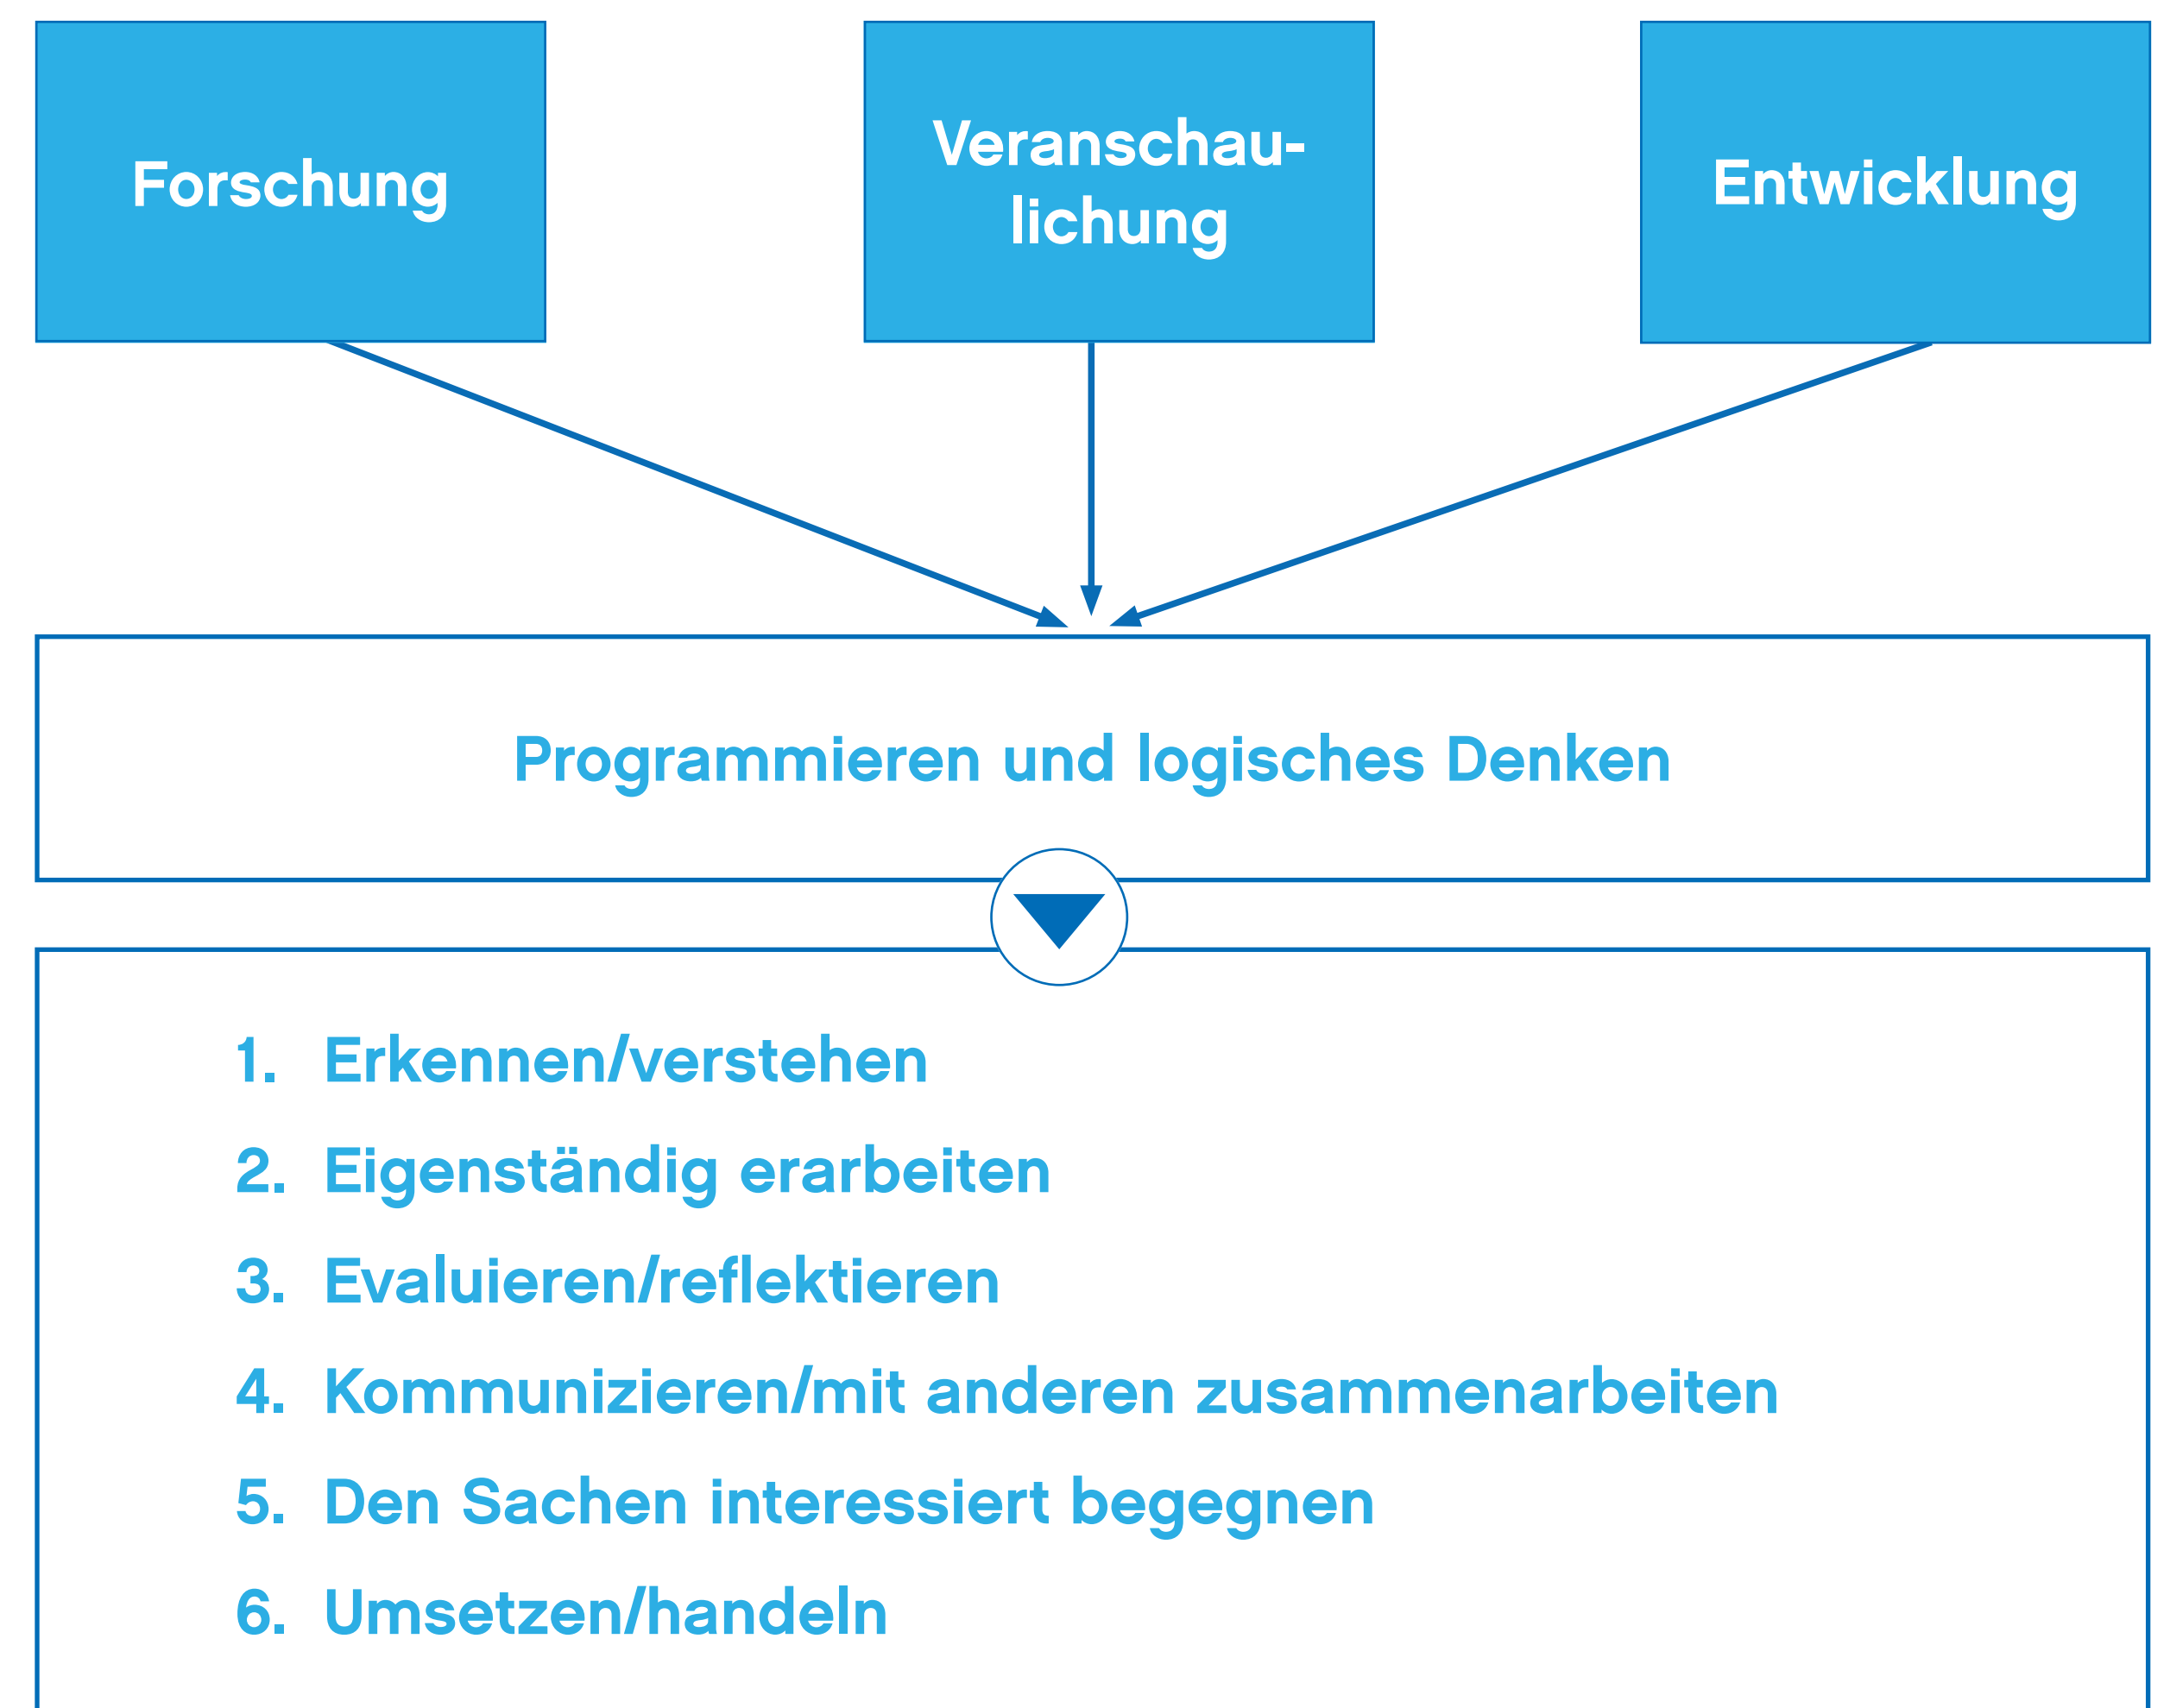 Forschung
Veranschau-
lichung
Entwicklung
Programmieren und logisches Denken
1. Erkennen/verstehen
2. Eigenständig erarbeiten
3. Evaluieren/reflektieren
4. Kommunizieren/mit anderen zusammenarbeiten
5. Den Sachen interessiert begegnen
6. Umsetzen/handeln